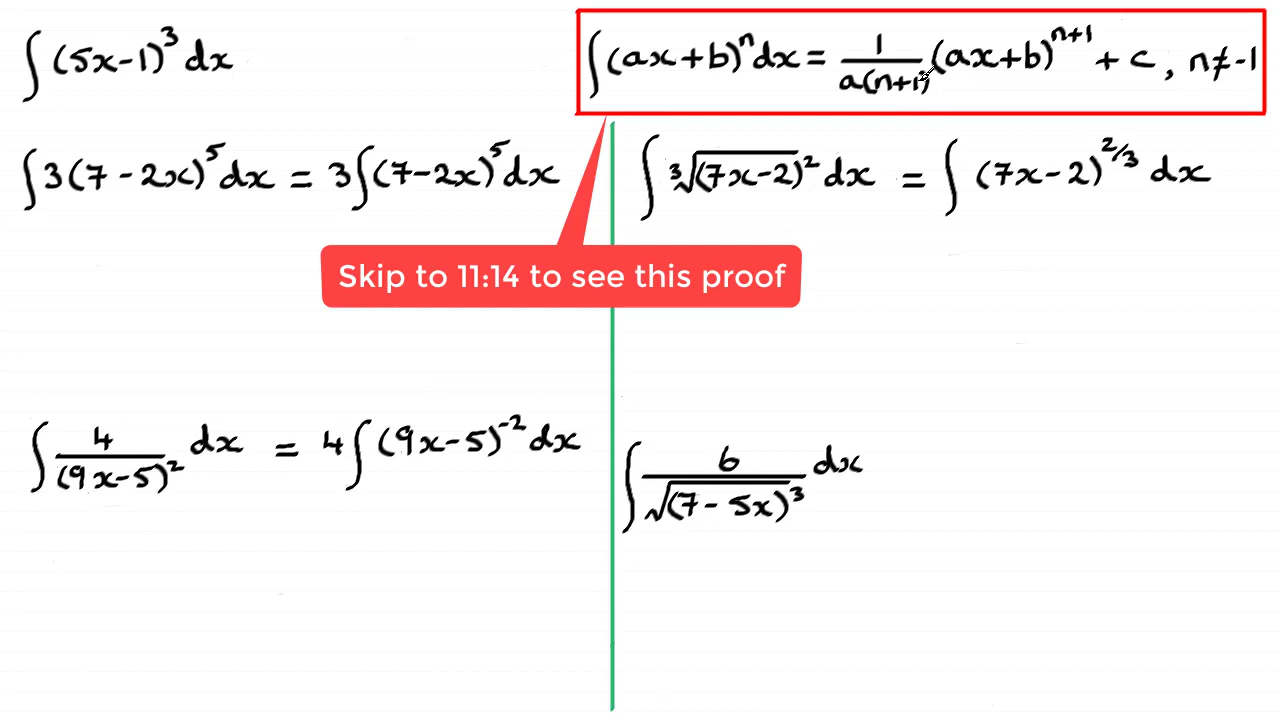 ∫ (5x-1)³ dx
∫ (ax+b)ⁿ dx = 1/(a(n+1)) (ax+b)ⁿ⁺¹ + c , n≠-1
∫ 3(7-2x)⁵ dx = 3∫(7-2x)⁵ dx
∫ ∛(7x-2)² dx = ∫ (7x-2)^(2/3) dx
Skip to 11:14 to see this proof
∫ 4/(9x-5)² dx = 4∫(9x-5)⁻² dx
∫ 6/√(7-5x)³ dx